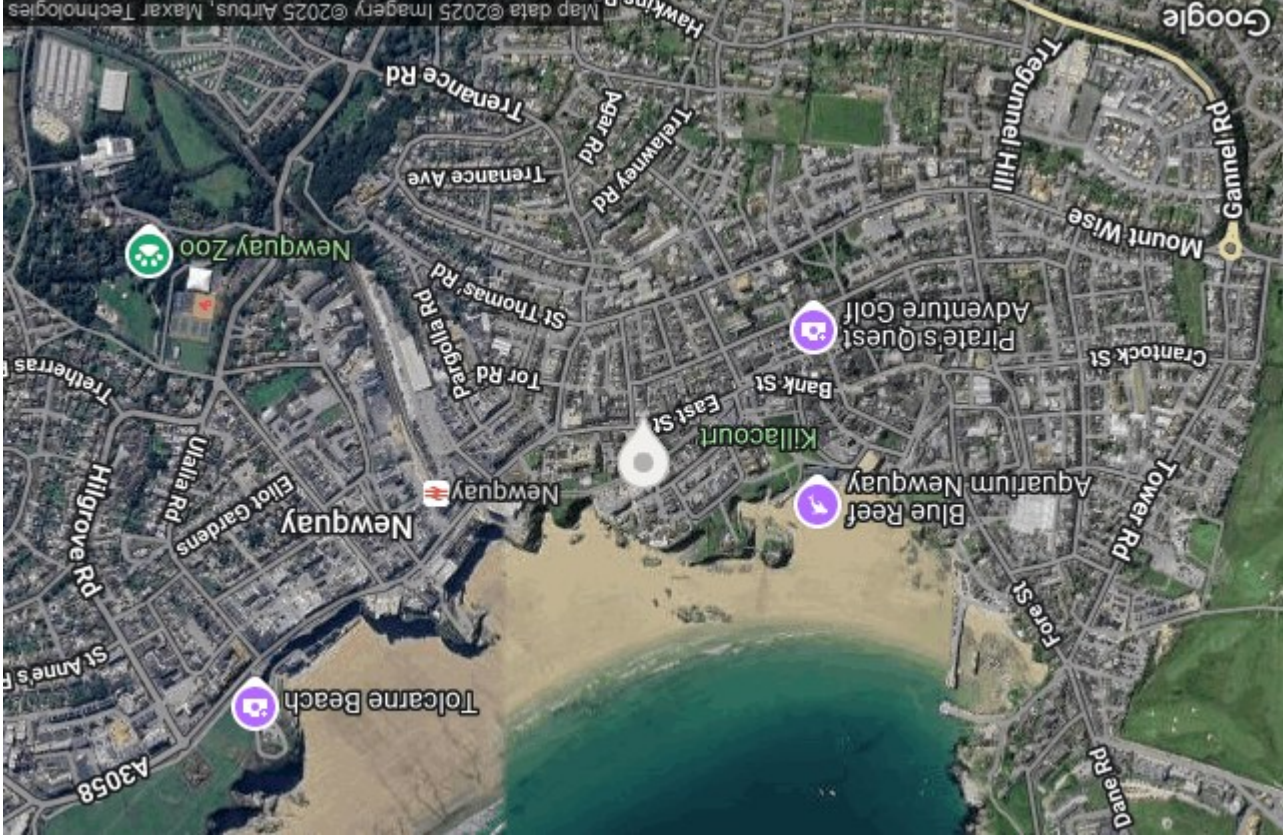 Dane Rd
A3058
Tolcarne Beach
St Anne's R
Fore St
Blue Reef
Aquarium Newquay
Tower Rd
Hilgrove Rd
Newquay
Eliot Gardens
Newquay
Ulalia Rd
Killacourt
East St
Bank St
Tor Rd
Pargolla Rd
Tretherras R
Crantock St
Pirate's Quest
Adventure Golf
St Thomas' Rd
Mount Wise
Newquay Zoo
Gannel Rd
Trelawney Rd
Trenance Ave
Agar Rd
Tregunnel Hill
Trenance Rd
Hawkins R
Google
Map data ©2025 Imagery ©2025 Airbus, Maxar Technologies